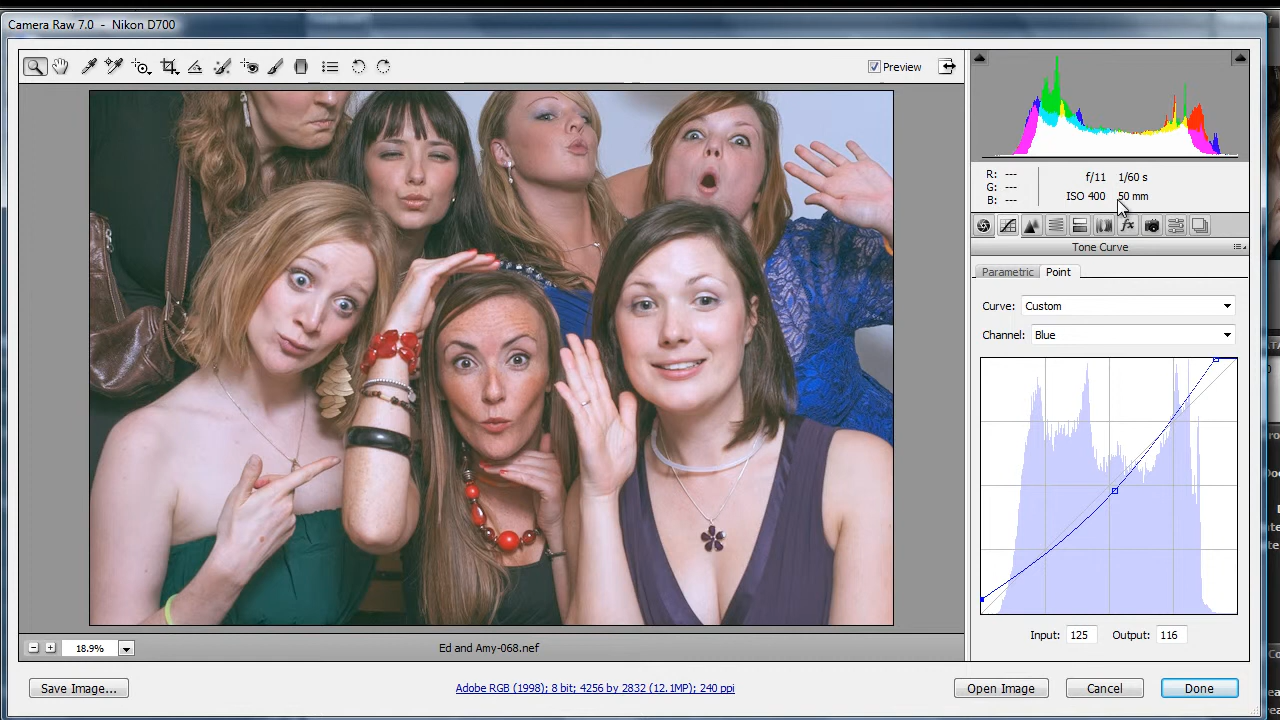 Camera Raw 7.0 - Nikon D700
Preview
R: ---
G: ---
B: ---
f/11 1/60 s
ISO 400 50 mm
fx
Tone Curve
Parametric Point
Curve: Custom
Channel: Blue
Input: 125 Output: 116
18.9%
Ed and Amy-068.nef
Save Image...
Adobe RGB (1998); 8 bit; 4256 by 2832 (12.1MP); 240 ppi
Open Image
Cancel
Done